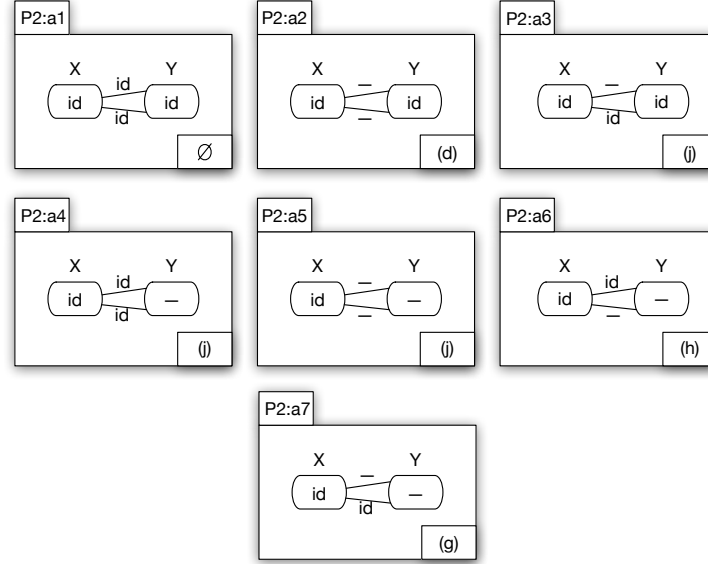 P2:a1 P2:a2 P2:a3
X Y X Y X Y
id — —
id id id id id id
id — id
Ø (d) (j)
P2:a4 P2:a5 P2:a6
X Y X Y X Y
id — id
id — id — id —
id — —
(j) (j) (h)
P2:a7
X Y
—
id —
id
(g)